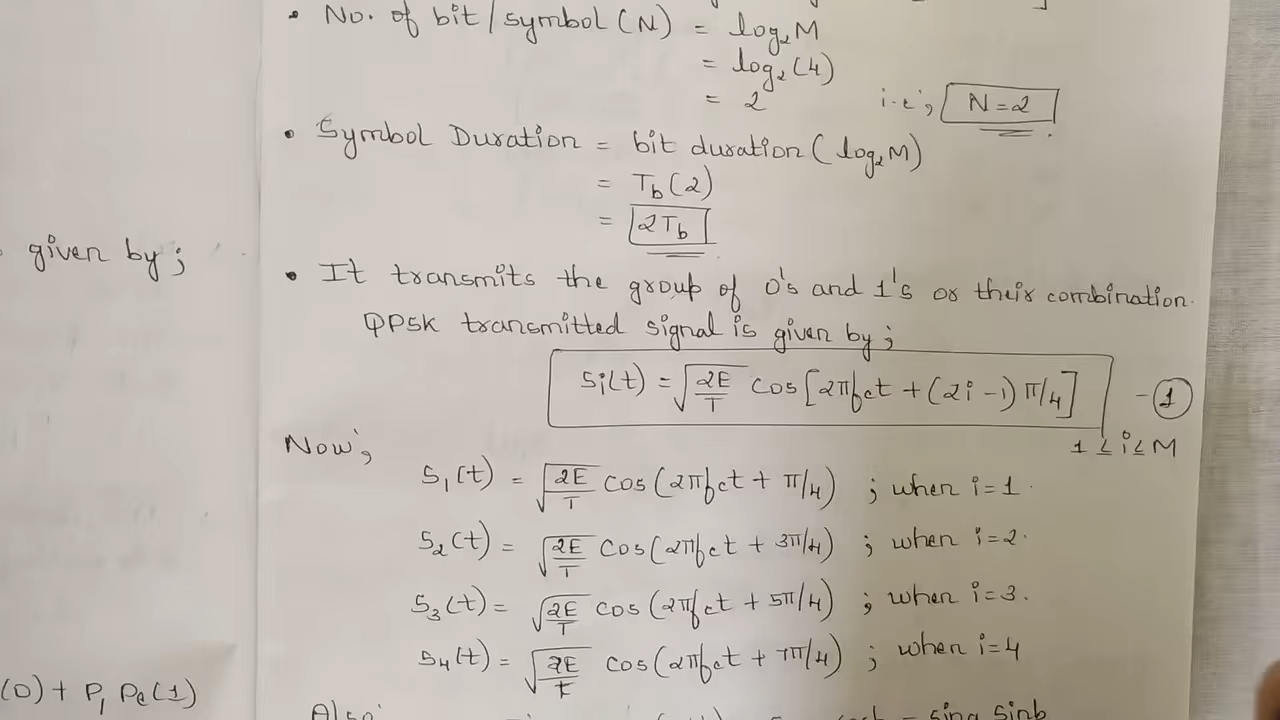 • No. of bit/symbol (N) = log₂M
= log₂(4)
= 2 i.e; N=2
• Symbol Duration = bit duration (log₂M)
= Tb(2)
= 2Tb
given by;
• It transmits the group of 0's and 1's or their combination.
QPSK transmitted signal is given by;
Si(t) = √2E/T cos[2πfct + (2i-1)π/4] - 1
1 ≤ i ≤ M
Now;
S₁(t) = √2E/T cos(2πfct + π/4) ; when i=1.
S₂(t) = √2E/T cos(2πfct + 3π/4) ; when i=2.
S₃(t) = √2E/T cos(2πfct + 5π/4) ; when i=3.
S₄(t) = √2E/T cos(2πfct + 7π/4) ; when i=4
(0) + P₁ Pe(1)
Also;